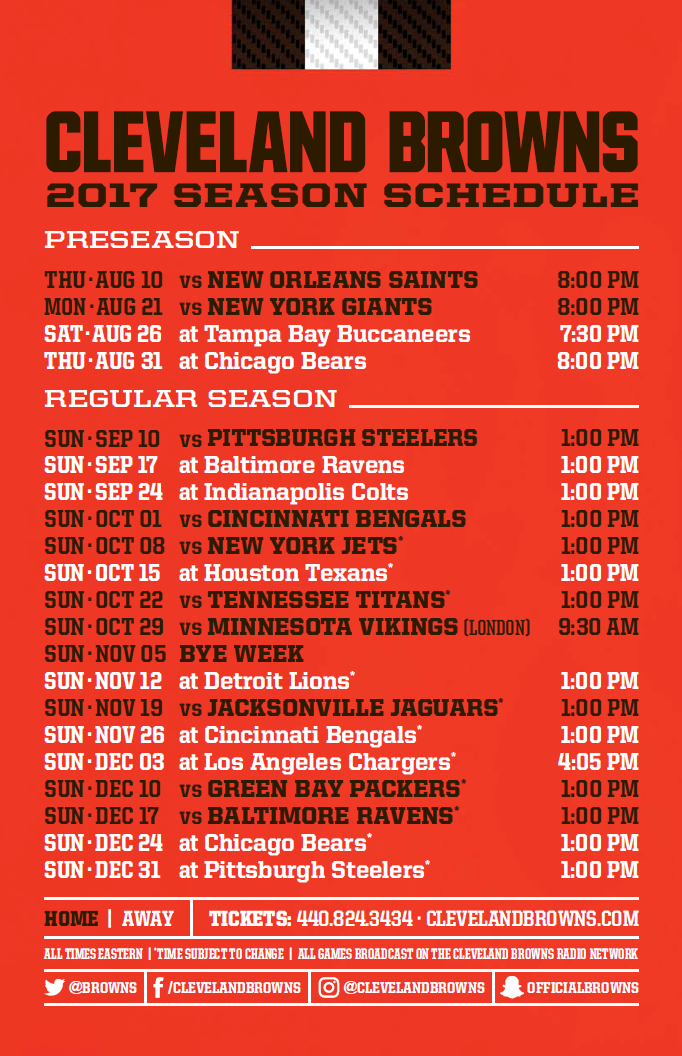 CLEVELAND BROWNS
2017 SEASON SCHEDULE
PRESEASON
THU·AUG 10 vs NEW ORLEANS SAINTS 8:00 PM
MON·AUG 21 vs NEW YORK GIANTS 8:00 PM
SAT·AUG 26 at Tampa Bay Buccaneers 7:30 PM
THU·AUG 31 at Chicago Bears 8:00 PM
REGULAR SEASON
SUN·SEP 10 vs PITTSBURGH STEELERS 1:00 PM
SUN·SEP 17 at Baltimore Ravens 1:00 PM
SUN·SEP 24 at Indianapolis Colts 1:00 PM
SUN·OCT 01 vs CINCINNATI BENGALS 1:00 PM
SUN·OCT 08 vs NEW YORK JETS* 1:00 PM
SUN·OCT 15 at Houston Texans* 1:00 PM
SUN·OCT 22 vs TENNESSEE TITANS* 1:00 PM
SUN·OCT 29 vs MINNESOTA VIKINGS (LONDON) 9:30 AM
SUN·NOV 05 BYE WEEK
SUN·NOV 12 at Detroit Lions* 1:00 PM
SUN·NOV 19 vs JACKSONVILLE JAGUARS* 1:00 PM
SUN·NOV 26 at Cincinnati Bengals* 1:00 PM
SUN·DEC 03 at Los Angeles Chargers* 4:05 PM
SUN·DEC 10 vs GREEN BAY PACKERS* 1:00 PM
SUN·DEC 17 vs BALTIMORE RAVENS* 1:00 PM
SUN·DEC 24 at Chicago Bears* 1:00 PM
SUN·DEC 31 at Pittsburgh Steelers* 1:00 PM
HOME | AWAY TICKETS: 440.824.3434 · CLEVELANDBROWNS.COM
ALL TIMES EASTERN | *TIME SUBJECT TO CHANGE | ALL GAMES BROADCAST ON THE CLEVELAND BROWNS RADIO NETWORK
@BROWNS /CLEVELANDBROWNS @CLEVELANDBROWNS OFFICIALBROWNS